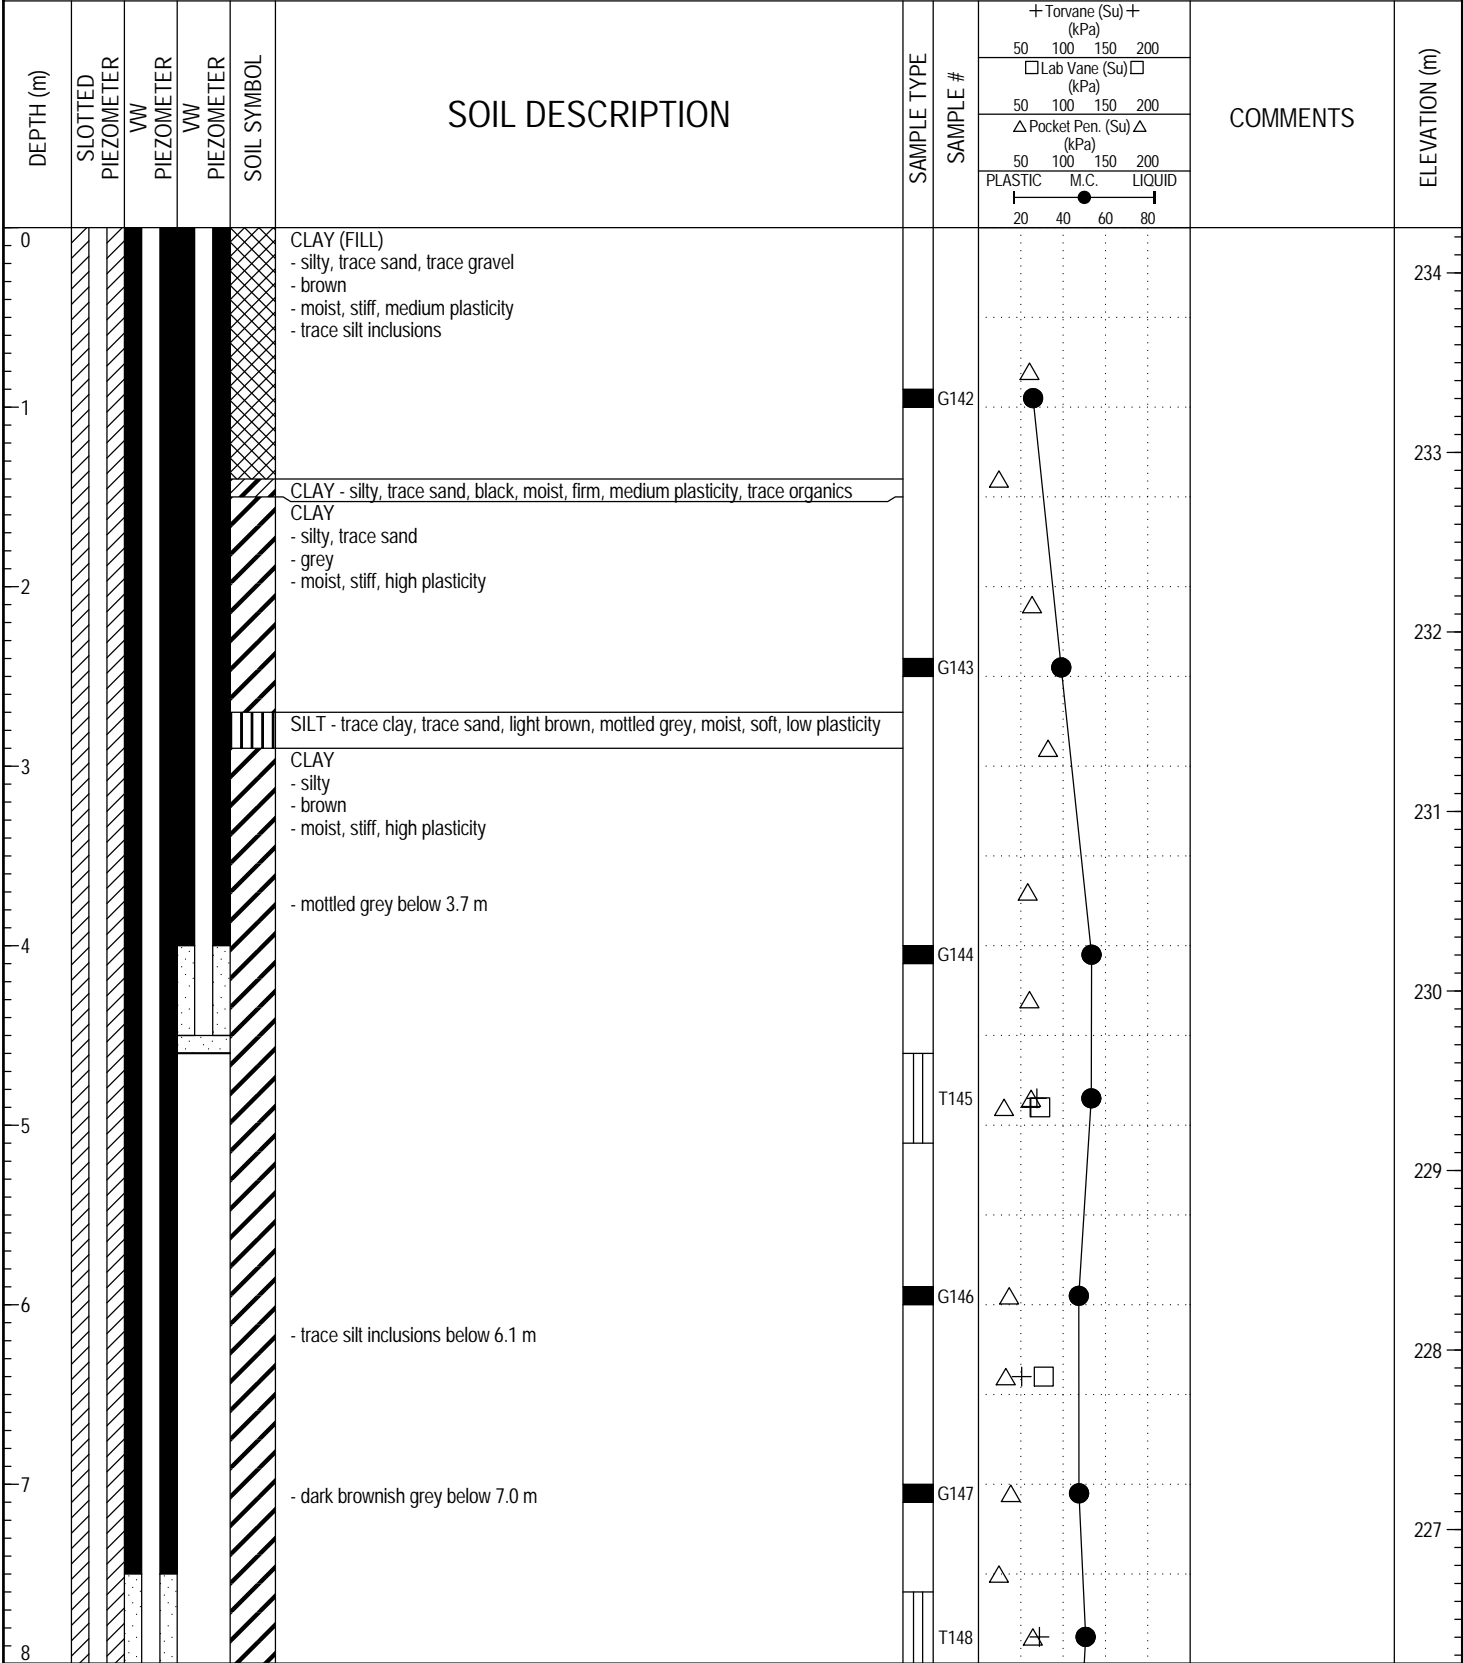 DEPTH (m)
SLOTTED
PIEZOMETER
VW
PIEZOMETER
VW
PIEZOMETER
SOIL SYMBOL
SOIL DESCRIPTION
SAMPLE TYPE
SAMPLE #
Torvane (Su)
(kPa)
50 100 150 200
Lab Vane (Su)
(kPa)
50 100 150 200
Pocket Pen. (Su)
(kPa)
50 100 150 200
PLASTIC M.C. LIQUID
20 40 60 80
COMMENTS
ELEVATION (m)
0
CLAY (FILL)
- silty, trace sand, trace gravel
- brown
- moist, stiff, medium plasticity
- trace silt inclusions
234
G142
1
233
CLAY - silty, trace sand, black, moist, firm, medium plasticity, trace organics
CLAY
- silty, trace sand
- grey
- moist, stiff, high plasticity
2
232
G143
SILT - trace clay, trace sand, light brown, mottled grey, moist, soft, low plasticity
CLAY
- silty
- brown
- moist, stiff, high plasticity
3
231
- mottled grey below 3.7 m
4
G144
230
T145
5
229
G146
6
- trace silt inclusions below 6.1 m
228
7
- dark brownish grey below 7.0 m
G147
227
T148
8